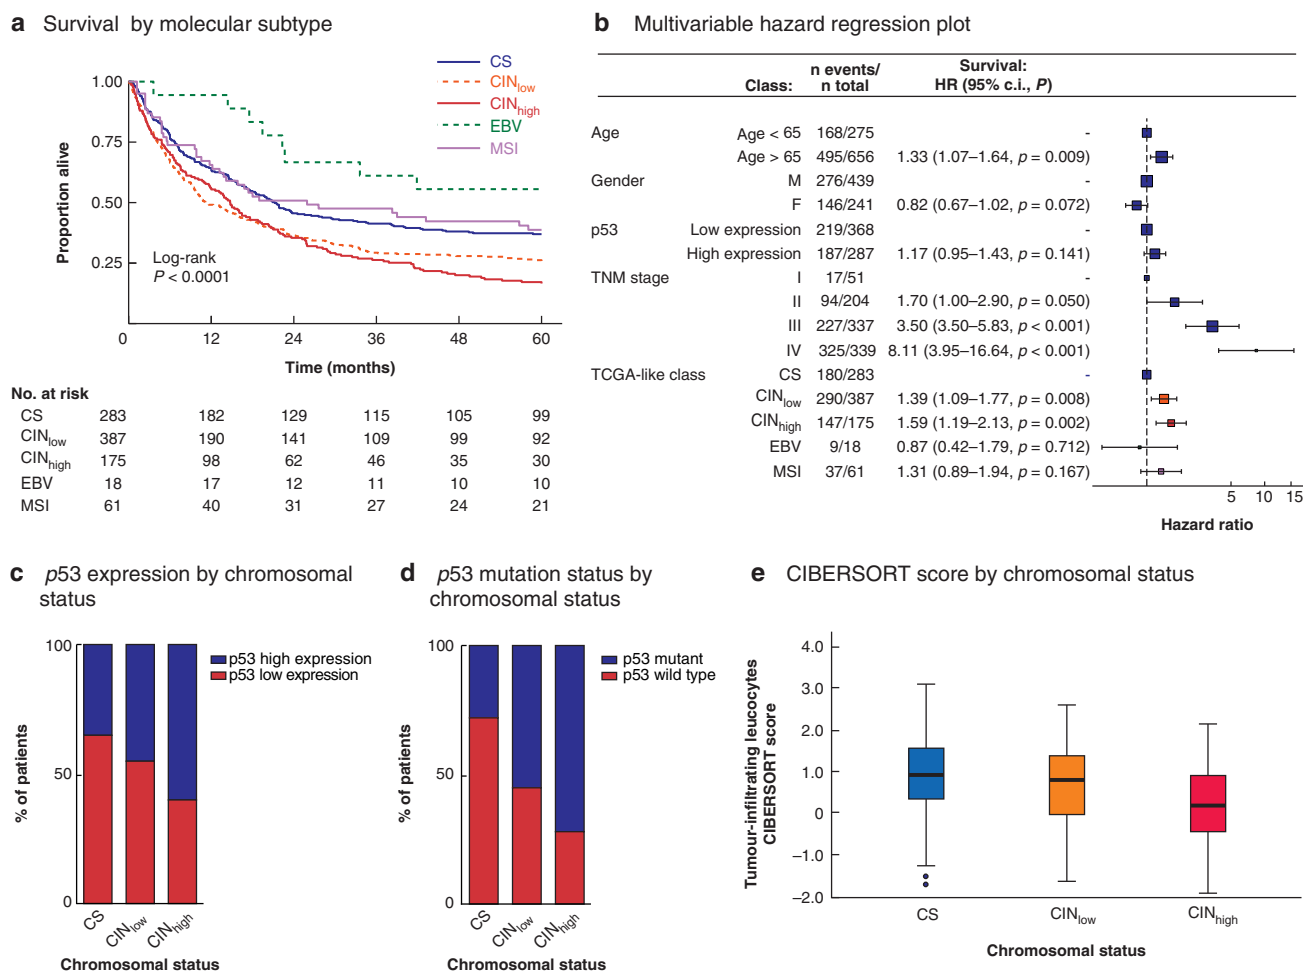 a Survival by molecular subtype
CS
CINlow
CINhigh
EBV
MSI
1.00
0.75
0.50
0.25
Proportion alive
Log-rank
P < 0.0001
0 12 24 36 48 60
Time (months)
No. at risk
CS 283 182 129 115 105 99
CINlow 387 190 141 109 99 92
CINhigh 175 98 62 46 35 30
EBV 18 17 12 11 10 10
MSI 61 40 31 27 24 21
b Multivariable hazard regression plot
Class: n events/ n total Survival: HR (95% c.i., P)
Age Age < 65 168/275 -
Age > 65 495/656 1.33 (1.07–1.64, p = 0.009)
Gender M 276/439 -
F 146/241 0.82 (0.67–1.02, p = 0.072)
p53 Low expression 219/368 -
High expression 187/287 1.17 (0.95–1.43, p = 0.141)
TNM stage I 17/51 -
II 94/204 1.70 (1.00–2.90, p = 0.050)
III 227/337 3.50 (3.50–5.83, p < 0.001)
IV 325/339 8.11 (3.95–16.64, p < 0.001)
TCGA-like class CS 180/283 -
CINlow 290/387 1.39 (1.09–1.77, p = 0.008)
CINhigh 147/175 1.59 (1.19–2.13, p = 0.002)
EBV 9/18 0.87 (0.42–1.79, p = 0.712)
MSI 37/61 1.31 (0.89–1.94, p = 0.167)
5 10 15
Hazard ratio
c p53 expression by chromosomal
status
100
50
0
% of patients
p53 high expression
p53 low expression
CS CINlow CINhigh
Chromosomal status
d p53 mutation status by
chromosomal status
100
50
0
% of patients
p53 mutant
p53 wild type
CS CINlow CINhigh
Chromosomal status
e CIBERSORT score by chromosomal status
4.0
3.0
2.0
1.0
0
–1.0
–2.0
Tumour-infiltrating leucocytes
CIBERSORT score
CS CINlow CINhigh
Chromosomal status